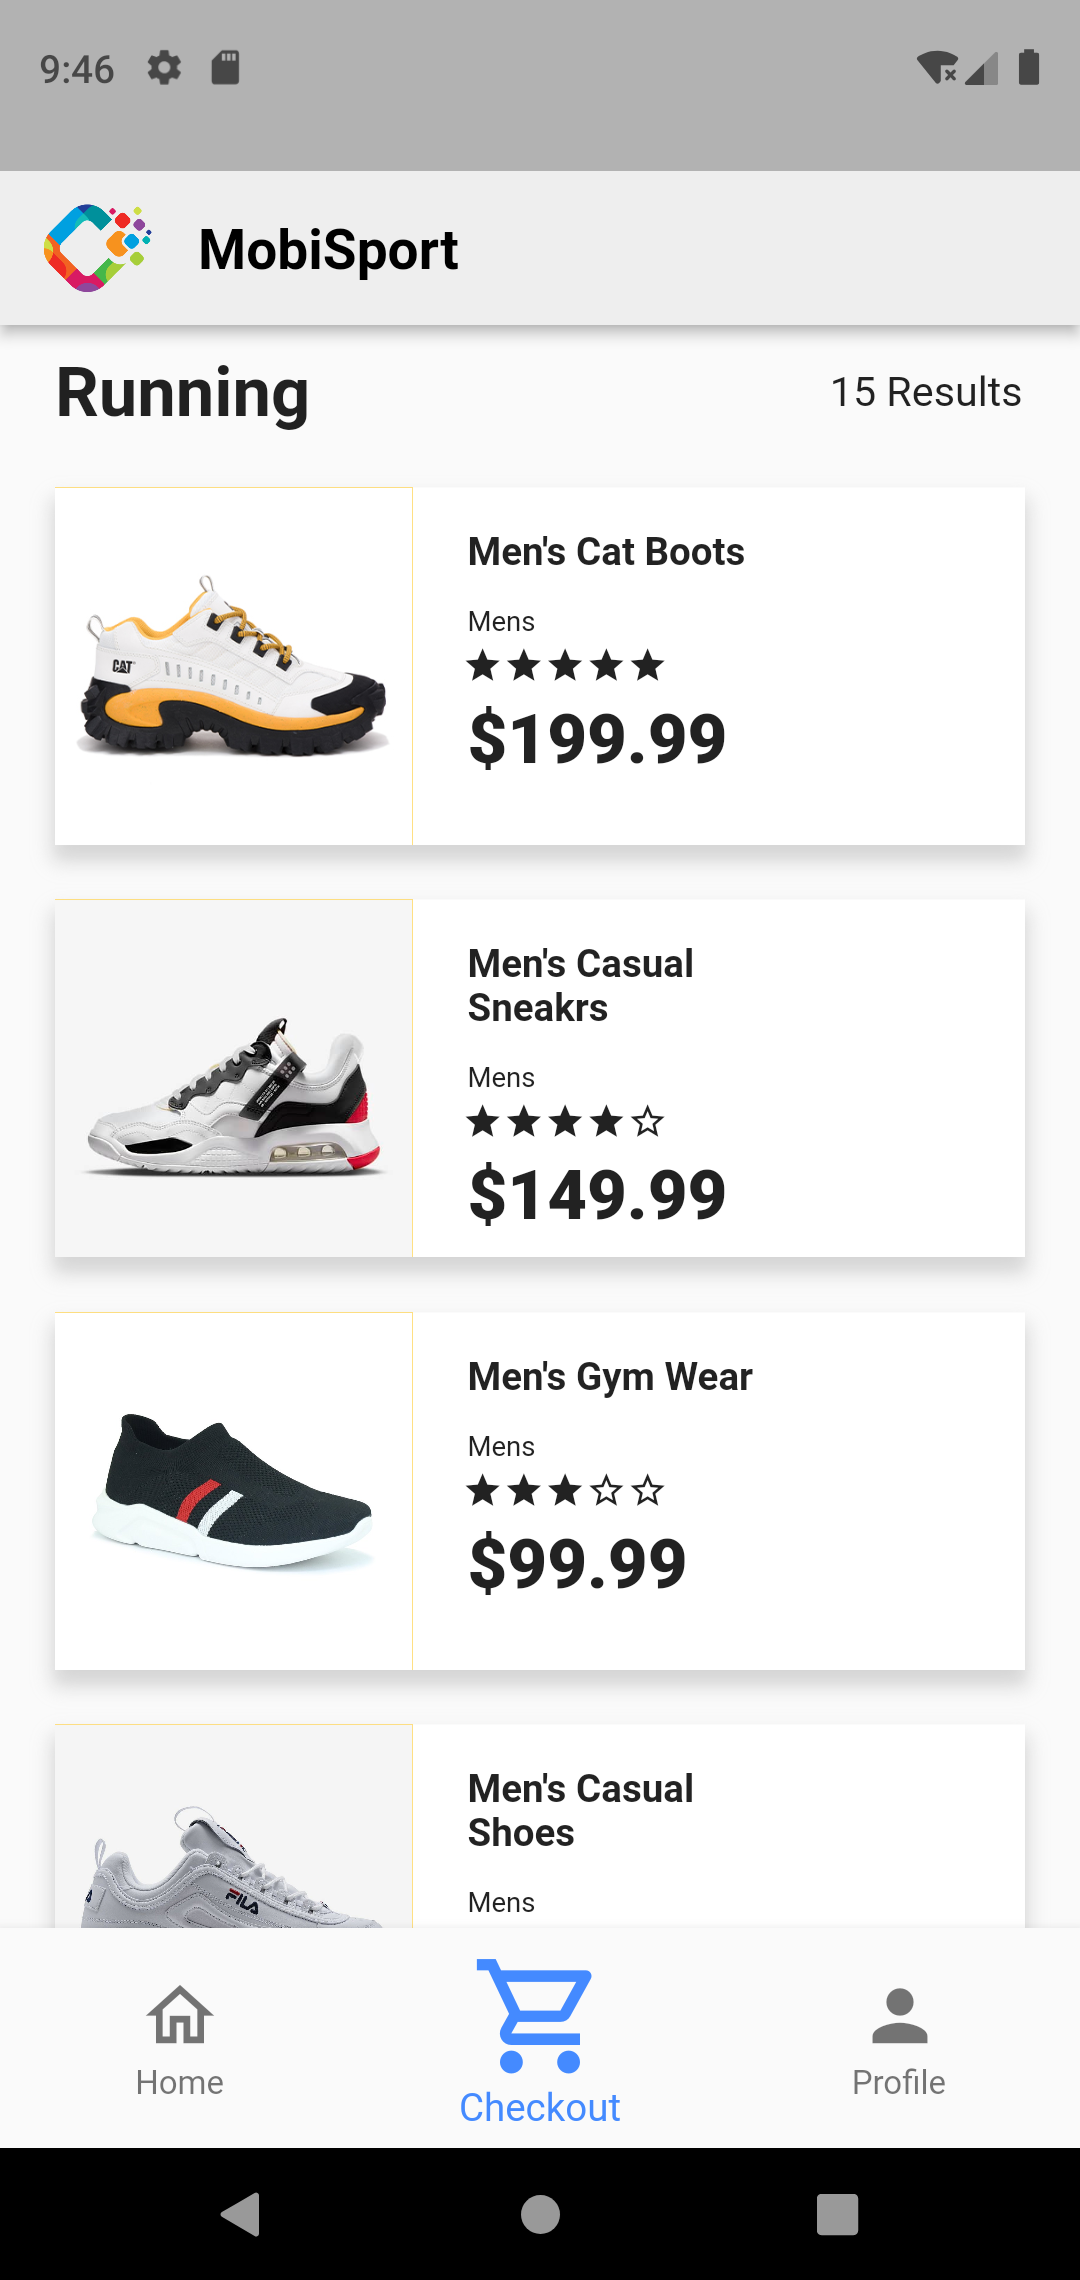 9:46
MobiSport
Running
15 Results
CAT
Men's Cat Boots
Mens
$199.99
Men's Casual
Sneakrs
Mens
$149.99
Men's Gym Wear
Mens
$99.99
FILA
Men's Casual
Shoes
Mens
Home
Checkout
Profile